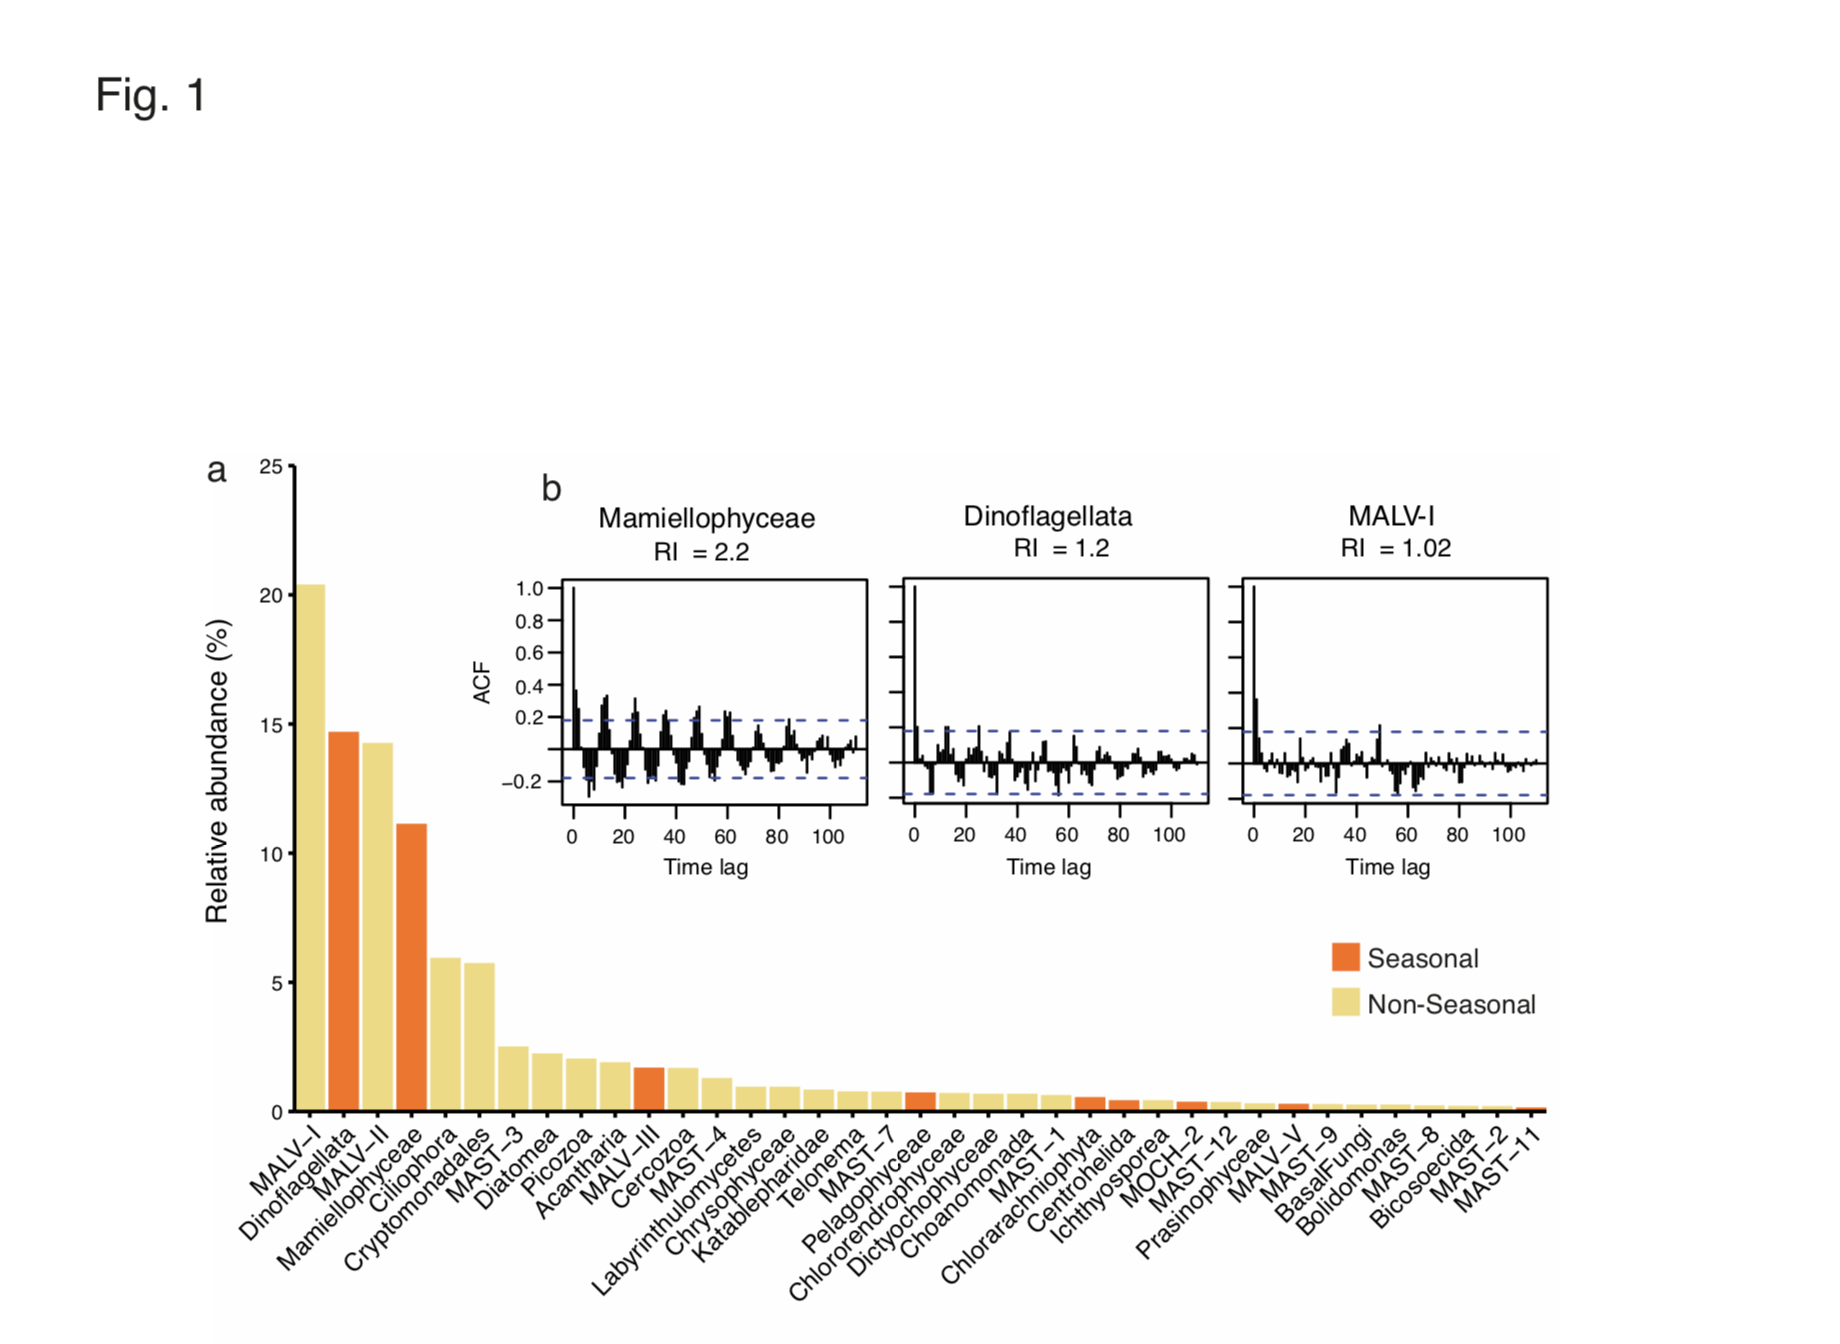 Fig. 1
a
b
Relative abundance (%)
25
20
15
10
5
0
Mamiellophyceae
RI = 2.2
Dinoflagellata
RI = 1.2
MALV-I
RI = 1.02
ACF
1.0
0.8
0.6
0.4
0.2
−0.2
0 20 40 60 80 100
Time lag
0 20 40 60 80 100
Time lag
0 20 40 60 80 100
Time lag
Seasonal
Non-Seasonal
MALV−I
Dinoflagellata
MALV−II
Mamiellophyceae
Ciliophora
Cryptomonadales
MAST−3
Diatomea
Picozoa
Acantharia
MALV−III
Cercozoa
MAST−4
Labyrinthulomycetes
Chrysophyceae
Katablepharidae
Telonema
MAST−7
Pelagophyceae
Chlororendrophyceae
Dictyochophyceae
Choanomonada
MAST−1
Chlorarachniophyta
Centrohelida
Ichthyosporea
MOCH−2
MAST−12
Prasinophyceae
MALV−V
MAST−9
BasalFungi
Bolidomonas
MAST−8
Bicosoecida
MAST−2
MAST−11